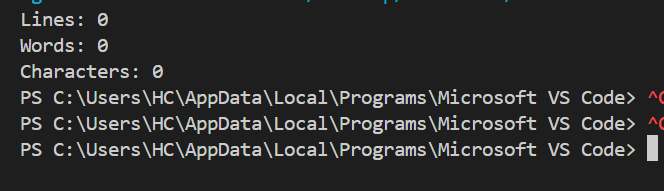 Lines: 0
Words: 0
Characters: 0
PS C:\Users\HC\AppData\Local\Programs\Microsoft VS Code> ^C
PS C:\Users\HC\AppData\Local\Programs\Microsoft VS Code> ^C
PS C:\Users\HC\AppData\Local\Programs\Microsoft VS Code>